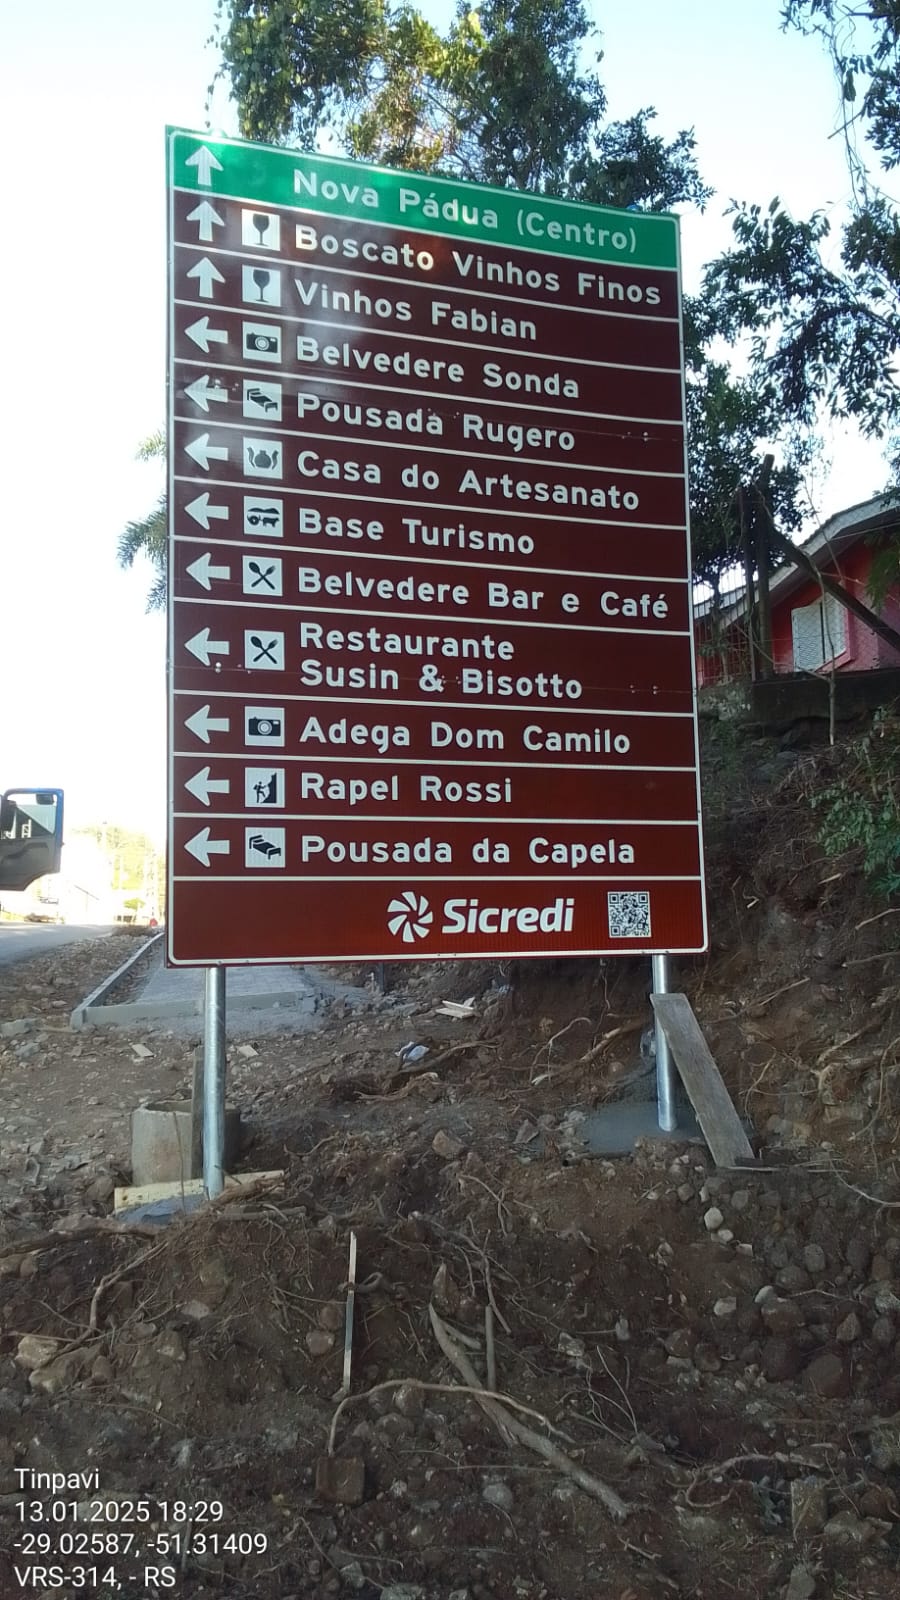 Nova Pádua (Centro)
Boscato Vinhos Finos
Vinhos Fabian
Belvedere Sonda
Pousada Rugero
Casa do Artesanato
Base Turismo
Belvedere Bar e Café
Restaurante
Susin & Bisotto
Adega Dom Camilo
Rapel Rossi
Pousada da Capela
Sicredi
Tinpavi
13.01.2025 18:29
-29.02587, -51.31409
VRS-314, - RS